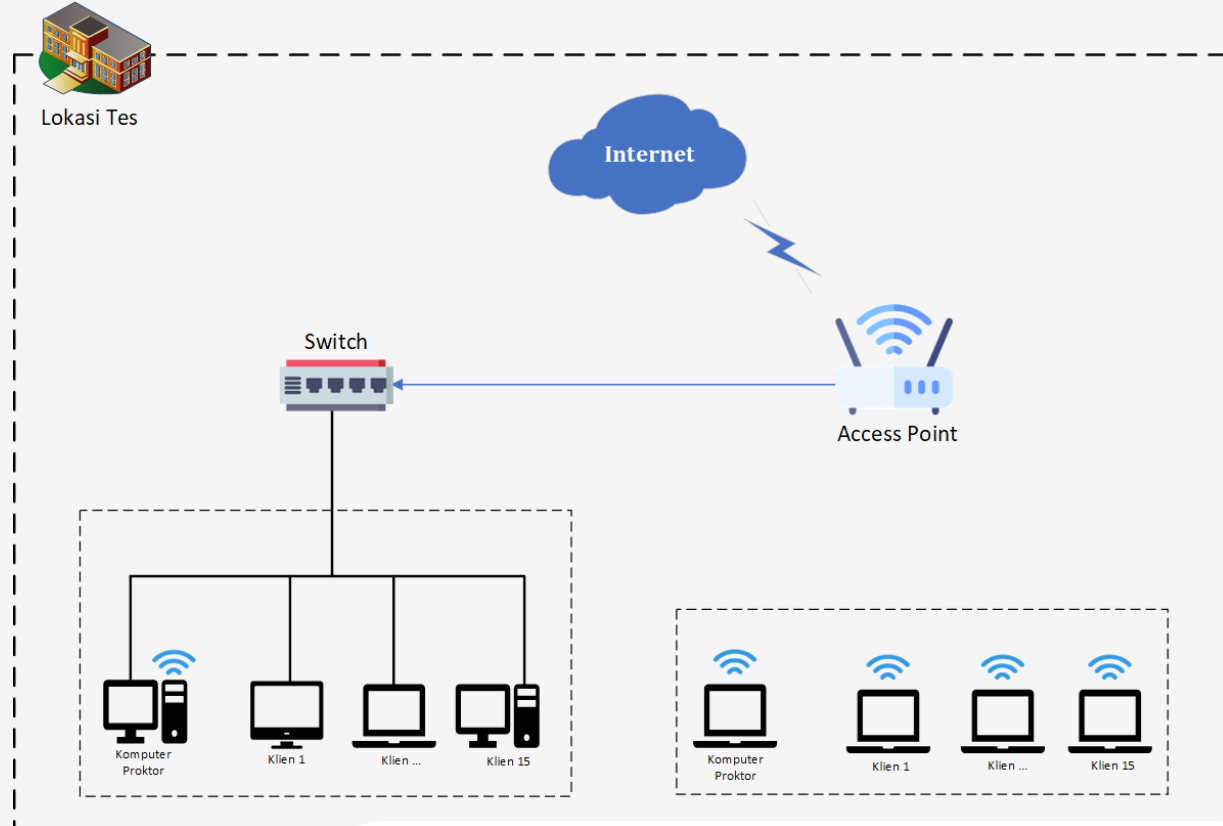 Lokasi Tes
Internet
Switch
Access Point
Komputer
Proktor
Klien 1
Klien ...
Klien 15
Komputer
Proktor
Klien 1
Klien ...
Klien 15